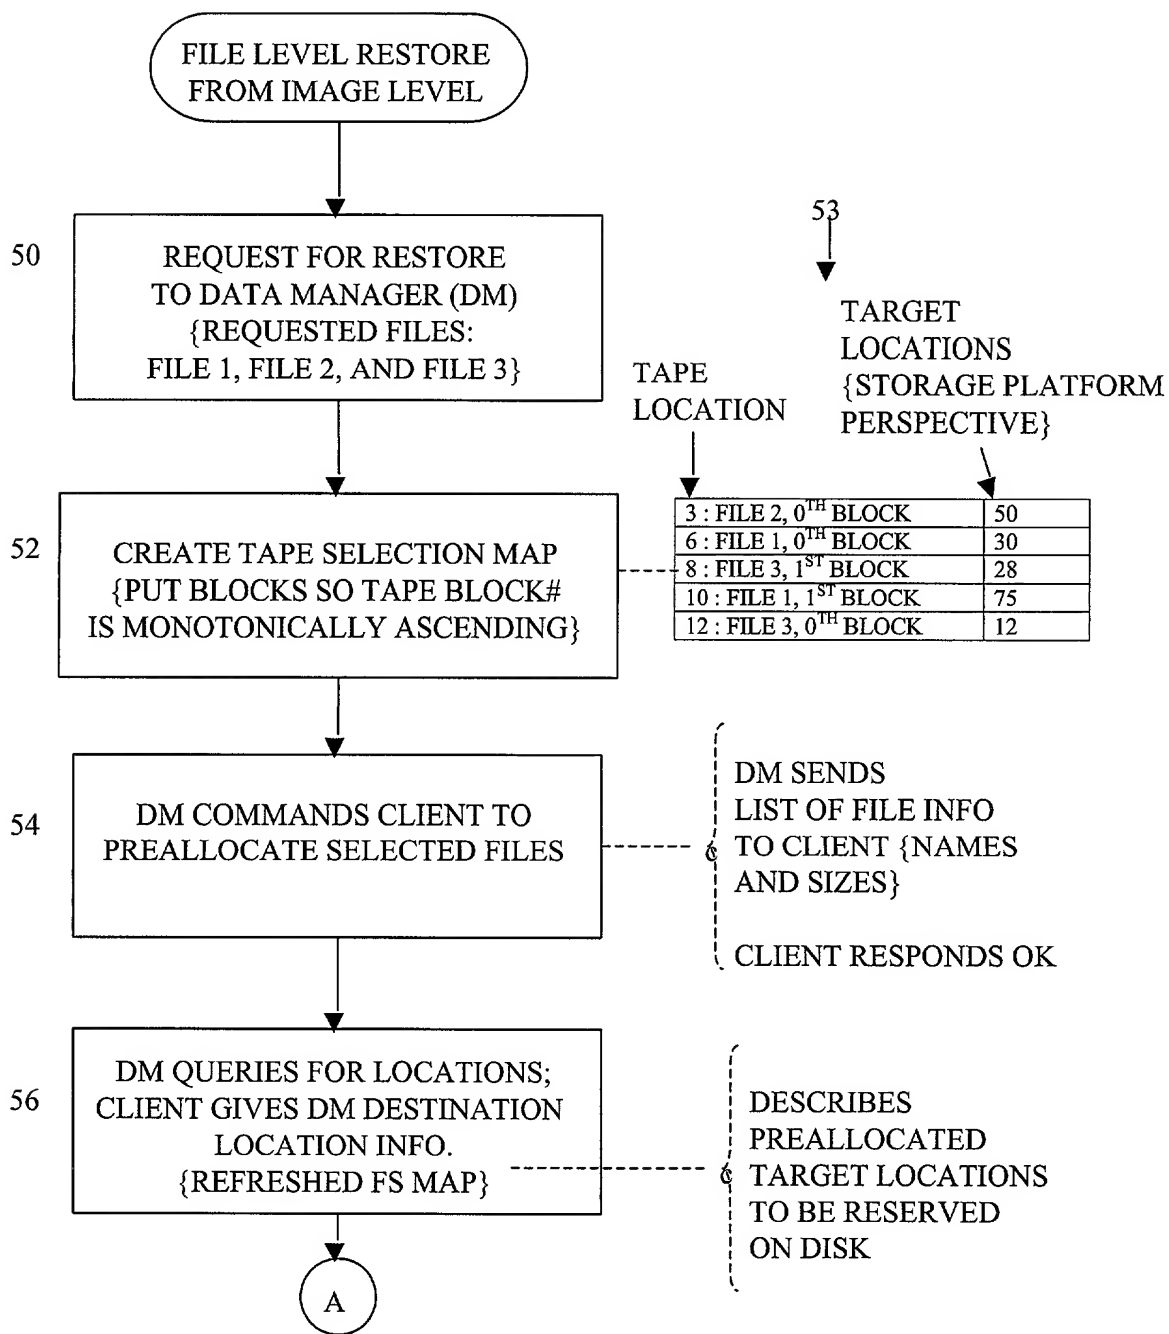 FILE LEVEL RESTORE
FROM IMAGE LEVEL
50
REQUEST FOR RESTORE
TO DATA MANAGER (DM)
{REQUESTED FILES:
FILE 1, FILE 2, AND FILE 3}
53
TARGET
LOCATIONS
{STORAGE PLATFORM
PERSPECTIVE}
TAPE
LOCATION
52
CREATE TAPE SELECTION MAP
{PUT BLOCKS SO TAPE BLOCK#
IS MONOTONICALLY ASCENDING}
3 : FILE 2, 0TH BLOCK 50
6 : FILE 1, 0TH BLOCK 30
8 : FILE 3, 1ST BLOCK 28
10 : FILE 1, 1ST BLOCK 75
12 : FILE 3, 0TH BLOCK 12
54
DM COMMANDS CLIENT TO
PREALLOCATE SELECTED FILES
DM SENDS
LIST OF FILE INFO
TO CLIENT {NAMES
AND SIZES}
CLIENT RESPONDS OK
56
DM QUERIES FOR LOCATIONS;
CLIENT GIVES DM DESTINATION
LOCATION INFO.
{REFRESHED FS MAP}
DESCRIBES
PREALLOCATED
TARGET LOCATIONS
TO BE RESERVED
ON DISK
A